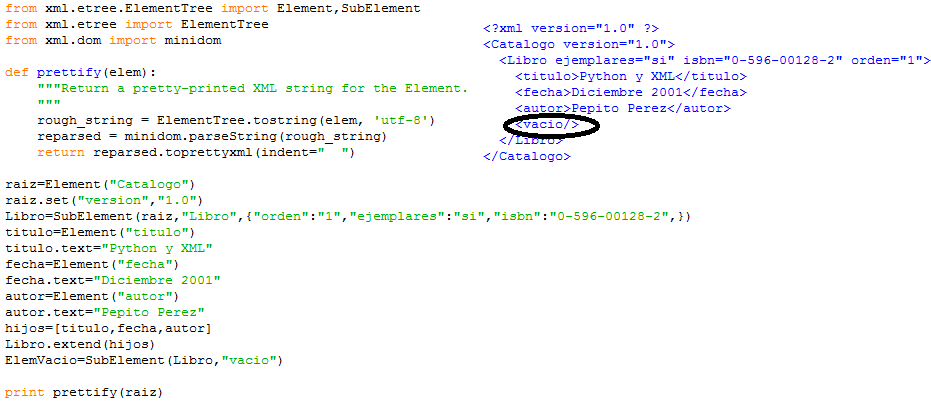 from xml.etree.ElementTree import Element,SubElement
from xml.etree import ElementTree
from xml.dom import minidom
def prettify(elem):
    """Return a pretty-printed XML string for the Element.
    """
    rough_string = ElementTree.tostring(elem, 'utf-8')
    reparsed = minidom.parseString(rough_string)
    return reparsed.toprettyxml(indent="  ")
raiz=Element("Catalogo")
raiz.set("version","1.0")
Libro=SubElement(raiz,"Libro",{"orden":"1","ejemplares":"si","isbn":"0-596-00128-2",})
titulo=Element("titulo")
titulo.text="Python y XML"
fecha=Element("fecha")
fecha.text="Diciembre 2001"
autor=Element("autor")
autor.text="Pepito Perez"
hijos=[titulo,fecha,autor]
Libro.extend(hijos)
ElemVacio=SubElement(Libro,"vacio")
print prettify(raiz)
<?xml version="1.0" ?>
<Catalogo version="1.0">
  <Libro ejemplares="si" isbn="0-596-00128-2" orden="1">
    <titulo>Python y XML</titulo>
    <fecha>Diciembre 2001</fecha>
    <autor>Pepito Perez</autor>
    <vacio/>
  </Libro>
</Catalogo>